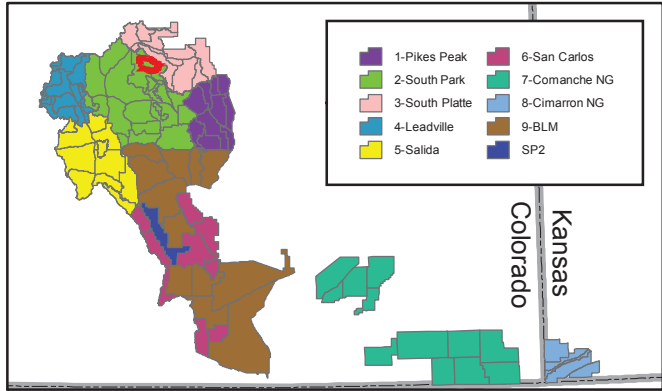 1-Pikes Peak
2-South Park
3-South Platte
4-Leadville
5-Salida
6-San Carlos
7-Comanche NG
8-Cimarron NG
9-BLM
SP2
Colorado
Kansas